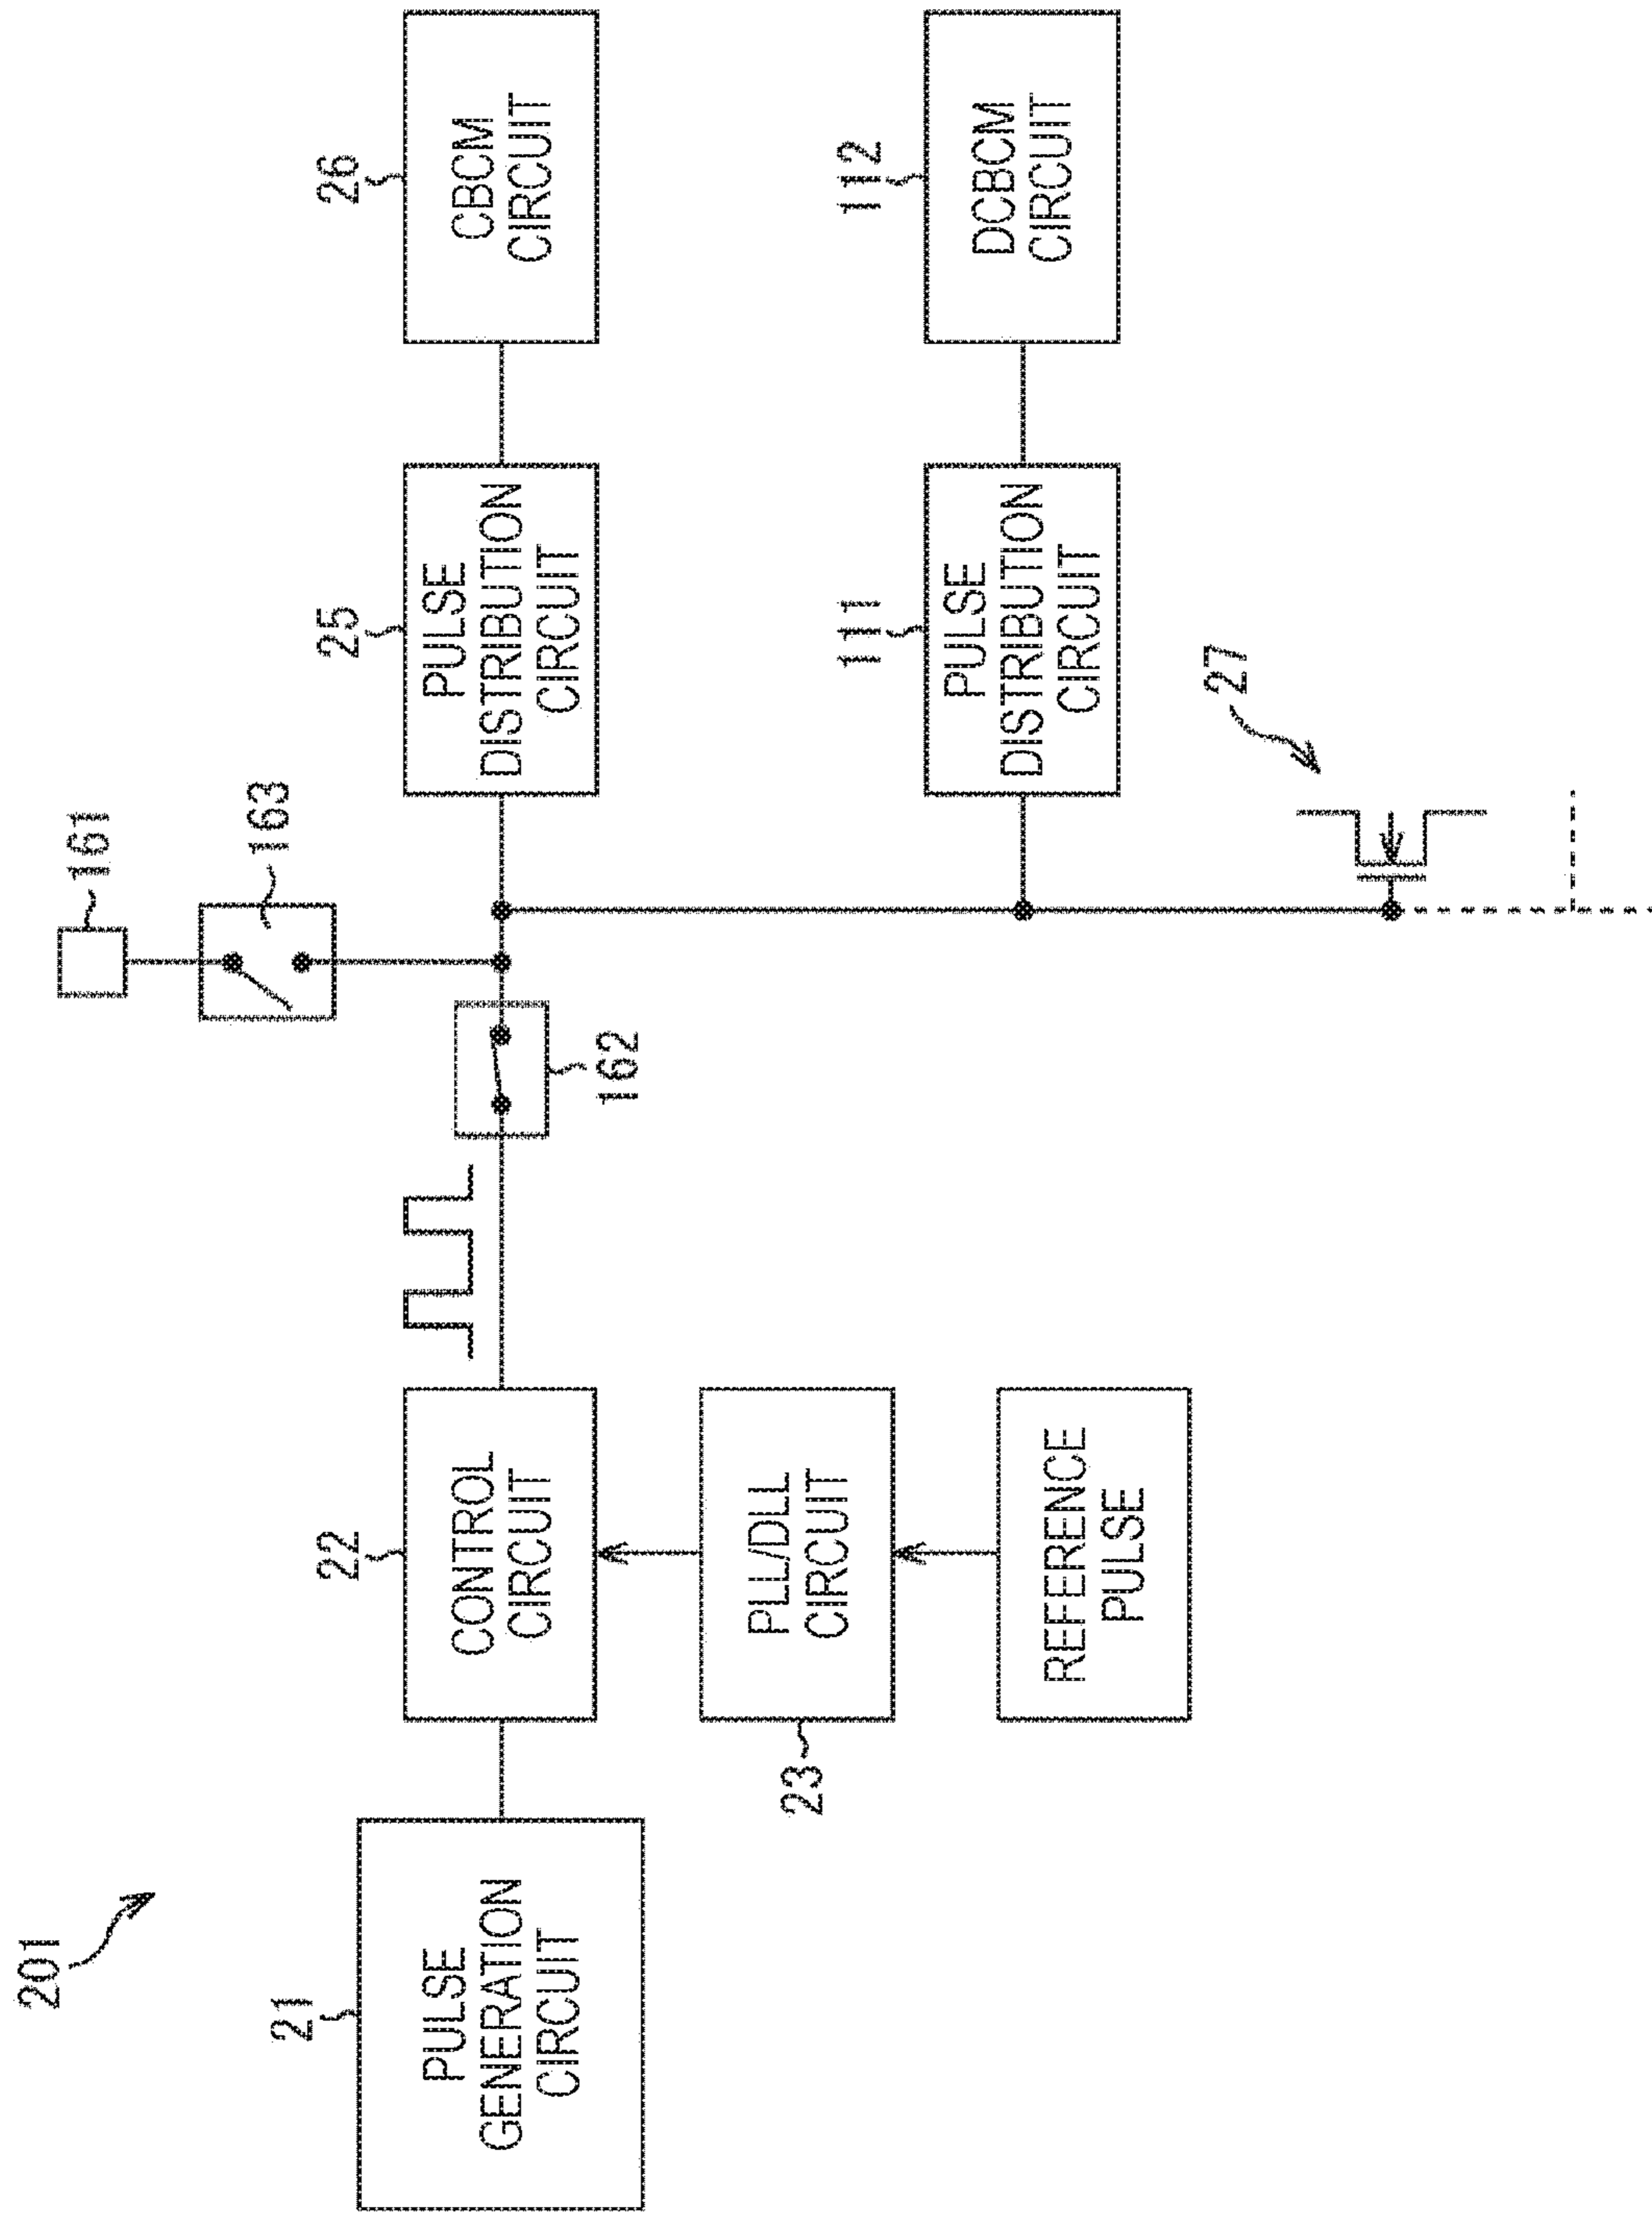 201
21
PULSE
GENERATION
CIRCUIT
22
CONTROL
CIRCUIT
23
PLL/DLL
CIRCUIT
REFERENCE
PULSE
162
161
163
25
PULSE
DISTRIBUTION
CIRCUIT
26
CBCM
CIRCUIT
111
PULSE
DISTRIBUTION
CIRCUIT
112
DCBCM
CIRCUIT
27